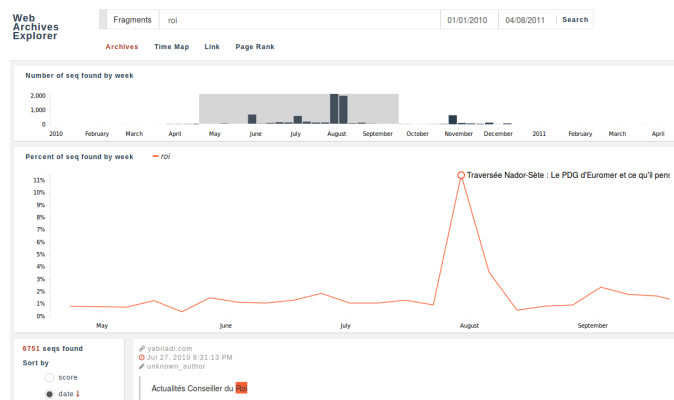 Web
Archives
Explorer
Fragments roi 01/01/2010 04/08/2011 Search
Archives Time Map Link Page Rank
Number of seq found by week
2,000
1,000
0
2010 February March April May June July August September October November December 2011 February March April
Percent of seq found by week roi
11%
10%
9%
8%
7%
6%
5%
4%
3%
2%
1%
0%
Traversée Nador-Sète : Le PDG d'Euromer et ce qu'il pens
May June July August September
6751 seqs found
Sort by
score
date ↓
yabiladi.com
Jul 27, 2010 8:31:13 PM
unknown_author
Actualités Conseiller du Roi